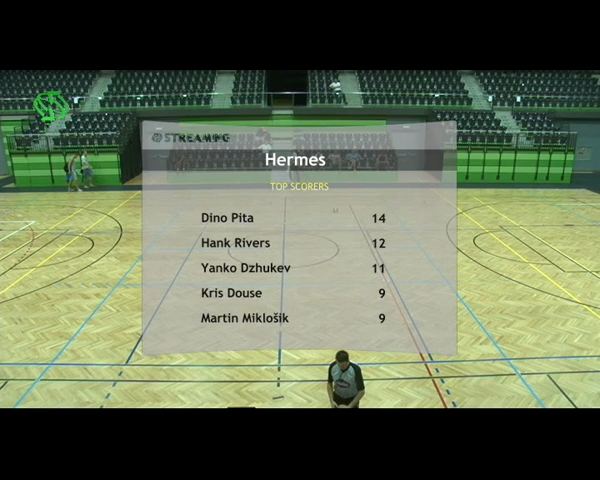 STREAMING
Hermes
TOP SCORERS
Dino Pita 14
Hank Rivers 12
Yanko Dzhukev 11
Kris Douse 9
Martin Miklošik 9